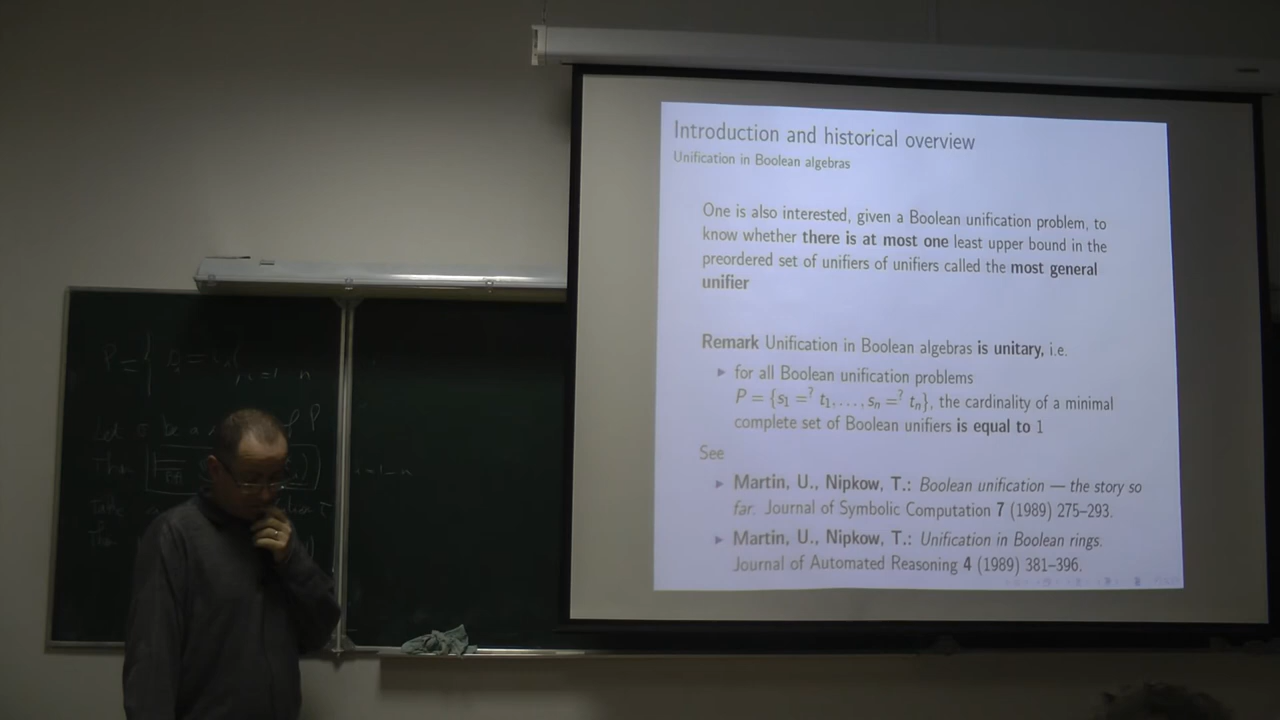 Introduction and historical overview
Unification in Boolean algebras
One is also interested, given a Boolean unification problem, to
know whether there is at most one least upper bound in the
preordered set of unifiers of unifiers called the most general
unifier
Remark Unification in Boolean algebras is unitary, i.e.
▶ for all Boolean unification problems
P = {s₁ =? t₁, . . . , sₙ =? tₙ}, the cardinality of a minimal
complete set of Boolean unifiers is equal to 1
See
▶ Martin, U., Nipkow, T.: Boolean unification — the story so
far. Journal of Symbolic Computation 7 (1989) 275–293.
▶ Martin, U., Nipkow, T.: Unification in Boolean rings.
Journal of Automated Reasoning 4 (1989) 381–396.
P = {
Let σ be a